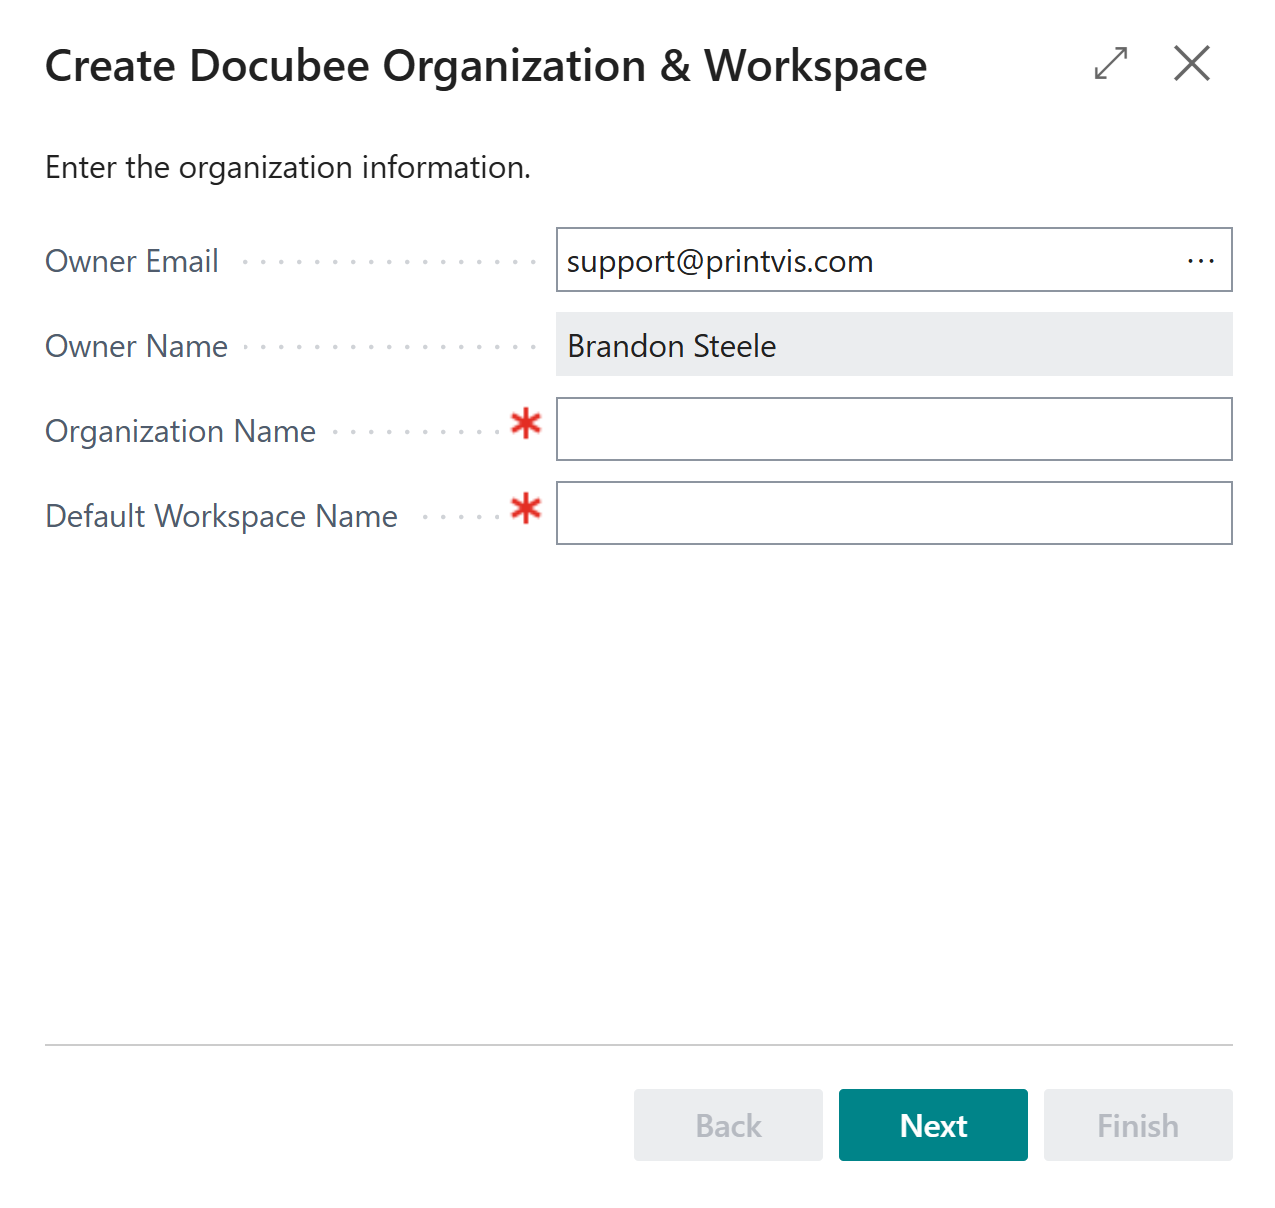 Create Docubee Organization & Workspace
Enter the organization information.
Owner Email support@printvis.com ...
Owner Name Brandon Steele
Organization Name *
Default Workspace Name *
Back Next Finish